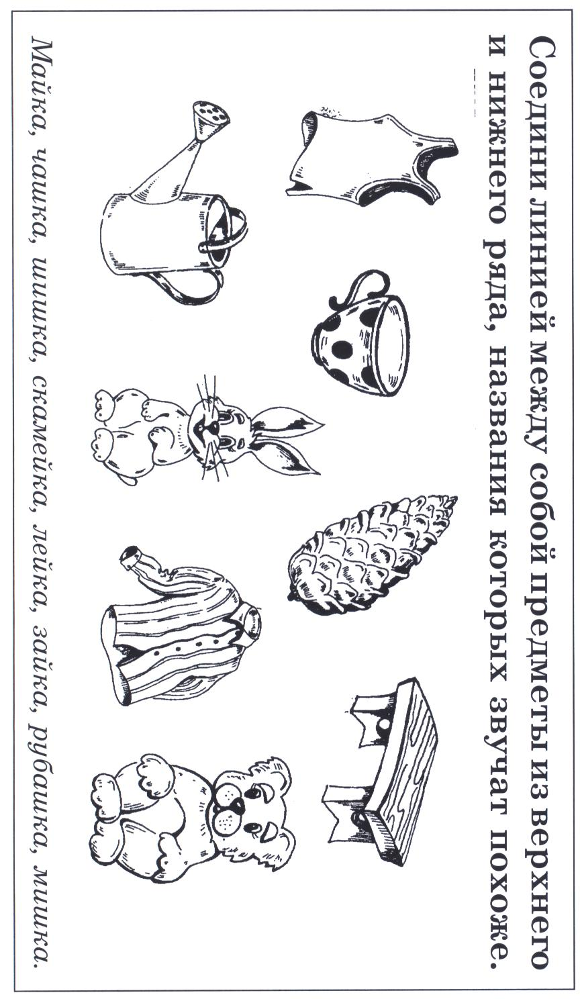 Соедини линией между собой предметы из верхнего
и нижнего ряда, названия которых звучат похоже.
Майка, чашка, шишка, скамейка, лейка, зайка, рубашка, мишка.